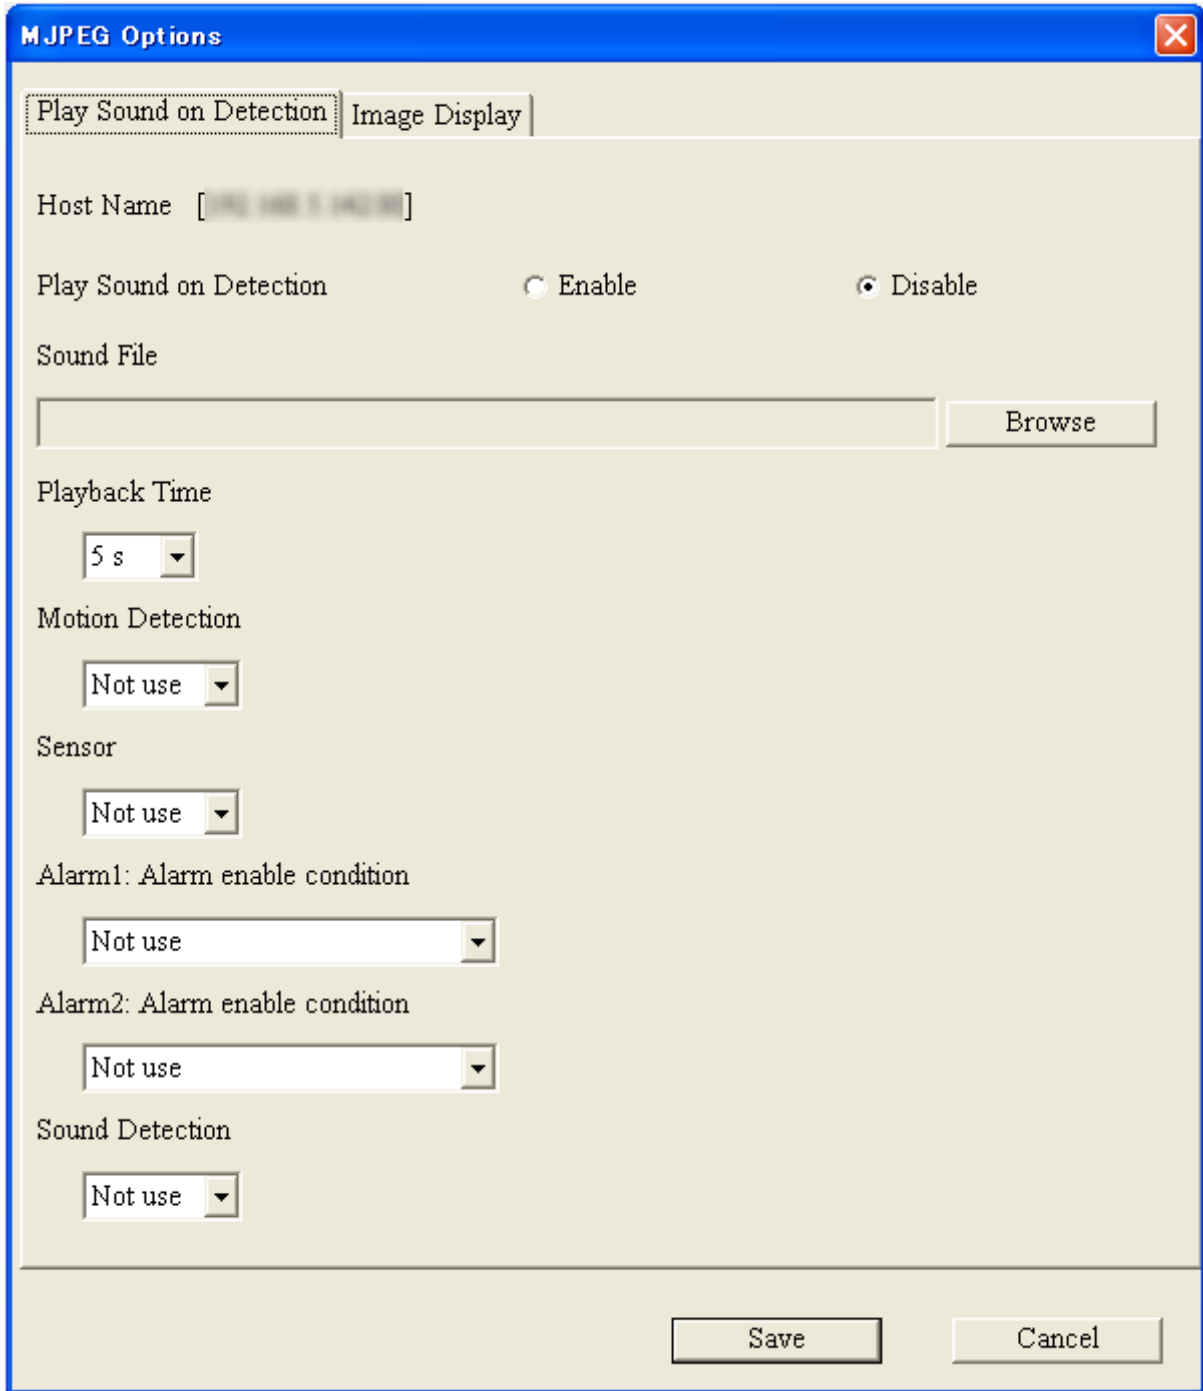 MJPEG Options
Play Sound on Detection Image Display
Host Name [ ]
Play Sound on Detection Enable Disable
Sound File
Browse
Playback Time
5 s
Motion Detection
Not use
Sensor
Not use
Alarm1: Alarm enable condition
Not use
Alarm2: Alarm enable condition
Not use
Sound Detection
Not use
Save Cancel